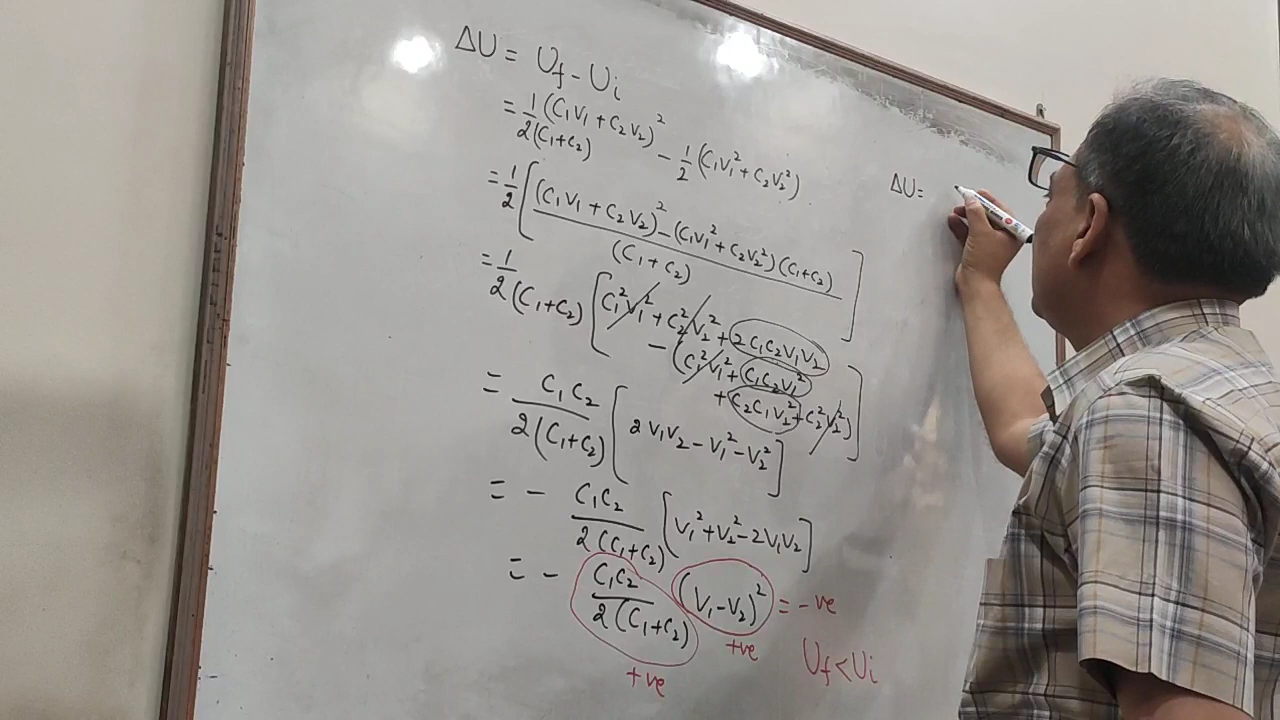 ΔU = U_f - U_i
= 1/2 (C₁V₁ + C₂V₂)²/(C₁+C₂) - 1/2 (C₁V₁² + C₂V₂²)
= 1/2 [ (C₁V₁ + C₂V₂)² - (C₁V₁² + C₂V₂²)(C₁+C₂) / (C₁+C₂) ]
= 1/2(C₁+C₂) [ C₁²V₁² + C₂²V₂² + 2C₁C₂V₁V₂
- (C₁²V₁² + C₁C₂V₁²
+ C₂C₁V₂² + C₂²V₂²) ]
= C₁C₂/2(C₁+C₂) [ 2V₁V₂ - V₁² - V₂² ]
= - C₁C₂/2(C₁+C₂) [ V₁² + V₂² - 2V₁V₂ ]
= - C₁C₂/2(C₁+C₂) (V₁-V₂)² = -ve
+ve +ve U_f < U_i
ΔU =